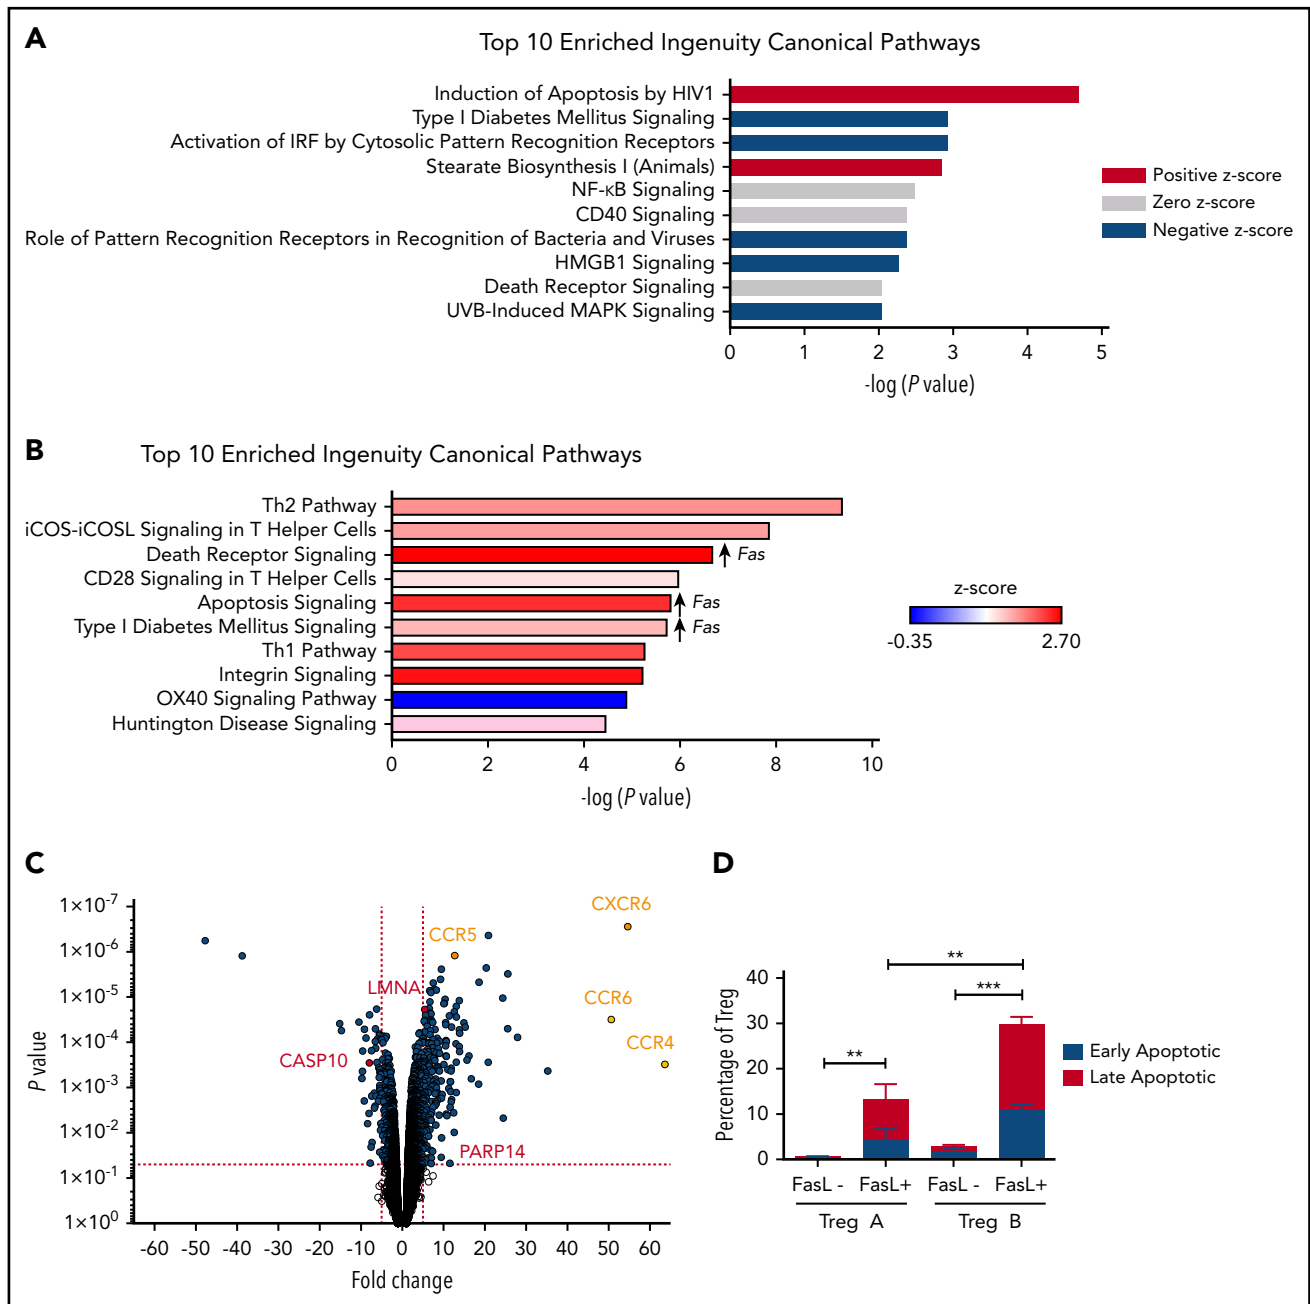 A
Top 10 Enriched Ingenuity Canonical Pathways
Induction of Apoptosis by HIV1
Type I Diabetes Mellitus Signaling
Activation of IRF by Cytosolic Pattern Recognition Receptors
Stearate Biosynthesis I (Animals)
NF-κB Signaling
CD40 Signaling
Role of Pattern Recognition Receptors in Recognition of Bacteria and Viruses
HMGB1 Signaling
Death Receptor Signaling
UVB-Induced MAPK Signaling
0 1 2 3 4 5
-log (P value)
Positive z-score
Zero z-score
Negative z-score
B
Top 10 Enriched Ingenuity Canonical Pathways
Th2 Pathway
iCOS-iCOSL Signaling in T Helper Cells
Death Receptor Signaling Fas
CD28 Signaling in T Helper Cells
Apoptosis Signaling Fas
Type I Diabetes Mellitus Signaling Fas
Th1 Pathway
Integrin Signaling
OX40 Signaling Pathway
Huntington Disease Signaling
0 2 4 6 8 10
-log (P value)
z-score
-0.35 2.70
C
P value
1×10⁻⁷
1×10⁻⁶
1×10⁻⁵
1×10⁻⁴
1×10⁻³
1×10⁻²
1×10⁻¹
1×10⁰
CXCR6
CCR5
LMNA
CCR6
CCR4
CASP10
PARP14
-60 -50 -40 -30 -20 -10 0 10 20 30 40 50 60
Fold change
D
Percentage of Treg
40
30
20
10
0
**
***
**
FasL - FasL+ FasL - FasL+
Treg A Treg B
Early Apoptotic
Late Apoptotic